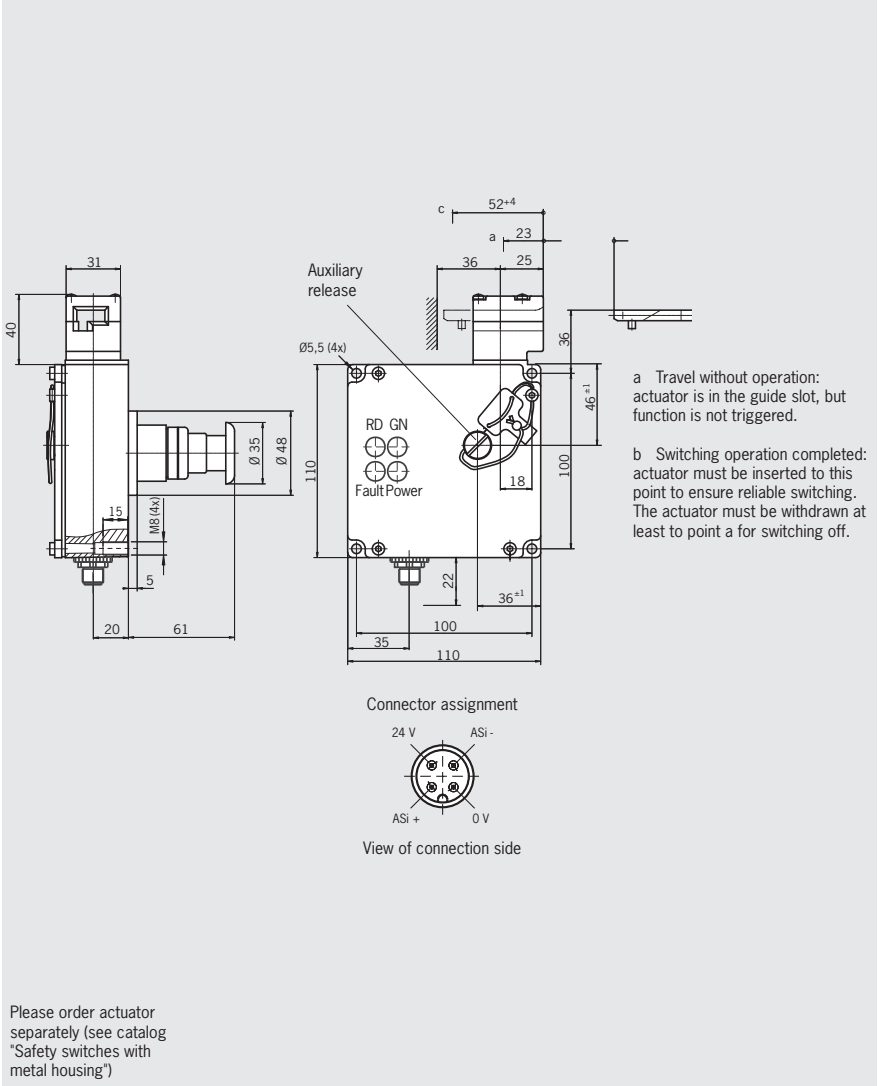 c 52+4
a 23
31
36 25
Auxiliary
release
40
36
Ø5,5 (4x)
46 ±1
a Travel without operation:
actuator is in the guide slot, but
function is not triggered.
RD GN
Ø 35
Ø 48
110
100
b Switching operation completed:
actuator must be inserted to this
point to ensure reliable switching.
The actuator must be withdrawn at
least to point a for switching off.
18
Fault Power
15
M8 (4x)
5
22
36±1
20 61
100
35
110
Connector assignment
24 V ASi -
ASi + 0 V
View of connection side
Please order actuator
separately (see catalog
"Safety switches with
metal housing")